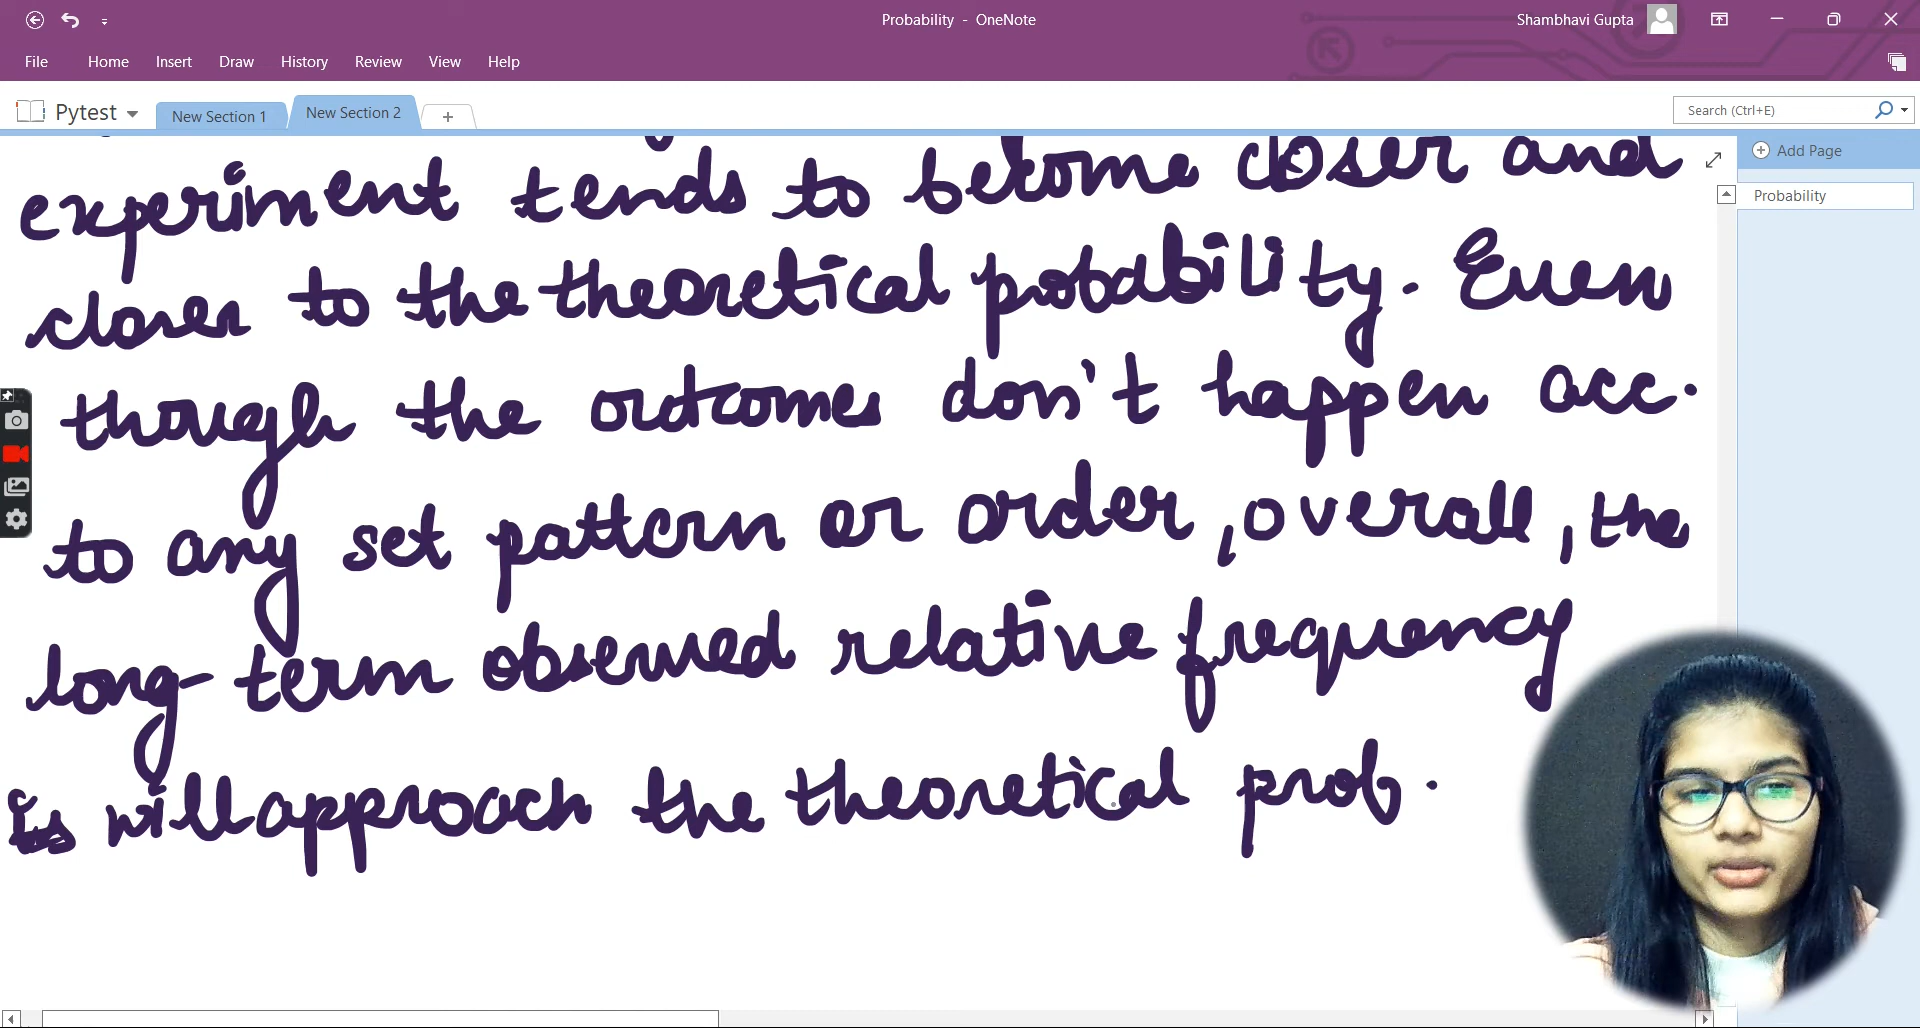 Probability - OneNote
Shambhavi Gupta
File Home Insert Draw History Review View Help
Pytest New Section 1 New Section 2 +
Search (Ctrl+E)
Add Page
Probability
experiment tends to become closer and
closer to the theoretical probability. Even
though the outcomes don't happen acc.
to any set pattern or order, overall, the
long-term observed relative frequency
will approach the theoretical prob.